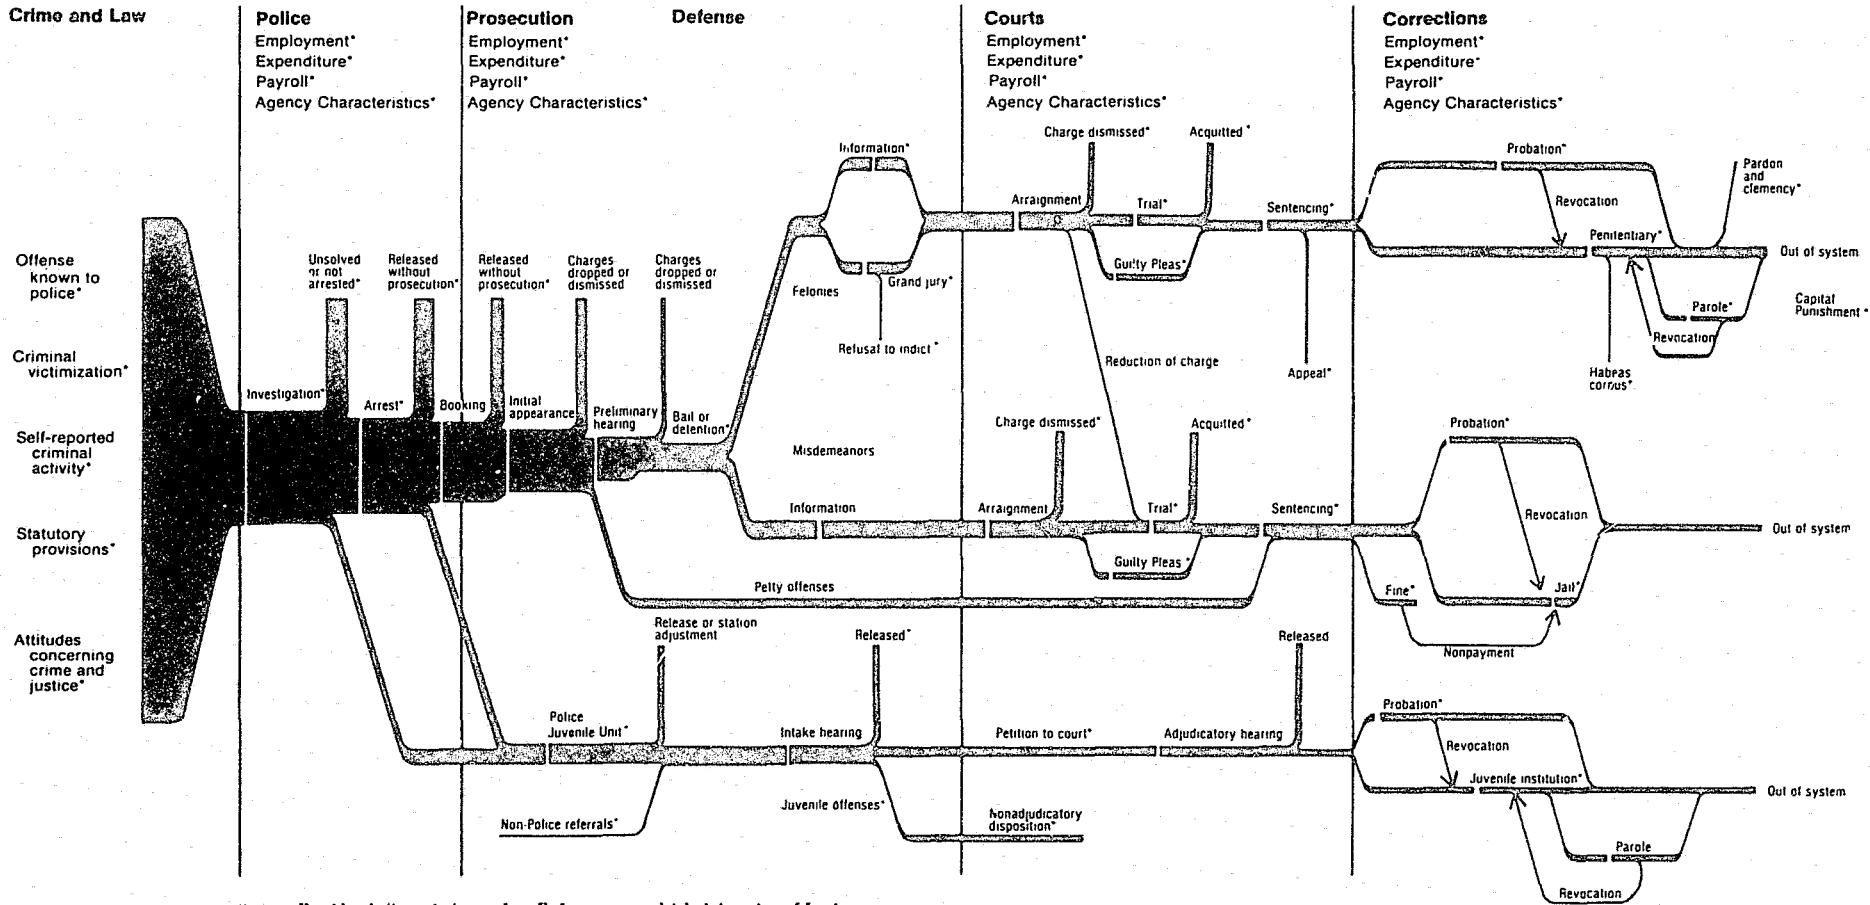 Crime and Law
Police
Employment*
Expenditure*
Payroll*
Agency Characteristics*
Prosecution
Employment*
Expenditure*
Payroll*
Agency Characteristics*
Defense
Courts
Employment*
Expenditure*
Payroll*
Agency Characteristics*
Corrections
Employment*
Expenditure*
Payroll*
Agency Characteristics*
Offense
known to
police*
Criminal
victimization*
Self-reported
criminal
activity*
Statutory
provisions*
Attitudes
concerning
crime and
justice*
Investigation*
Unsolved
or not
arrested*
Arrest*
Released
without
prosecution*
Booking
Released
without
prosecution*
Initial
appearance
Charges
dropped or
dismissed
Preliminary
hearing
Charges
dropped or
dismissed
Bail or
detention*
Felonies
Information*
Grand jury*
Refusal to indict*
Arraignment
Charge dismissed*
Trial*
Acquitted*
Guilty Pleas*
Sentencing*
Appeal*
Reduction of charge
Probation*
Revocation
Penitentiary*
Pardon
and
clemency*
Out of system
Capital
Punishment*
Parole*
Revocation
Habeas
corpus*
Misdemeanors
Information
Arraignment
Charge dismissed*
Trial*
Acquitted*
Guilty Pleas*
Sentencing*
Probation*
Revocation
Fine*
Jail*
Nonpayment
Out of system
Petty offenses
Release or station
adjustment
Police
Juvenile Unit*
Non-Police referrals*
Intake hearing
Released*
Juvenile offenses*
Nonadjudicatory
disposition*
Petition to court*
Adjudicatory hearing
Released
Probation*
Revocation
Juvenile institution*
Out of system
Parole
Revocation